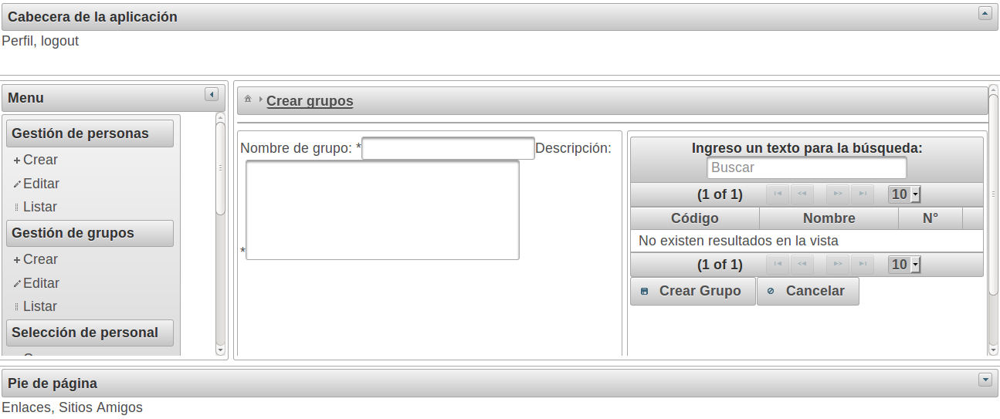 Cabecera de la aplicación
Perfil, logout
Menu
Gestión de personas
Crear
Editar
Listar
Gestión de grupos
Crear
Editar
Listar
Selección de personal
Crear grupos
Nombre de grupo: * Descripción:
*
Ingreso un texto para la búsqueda:
Buscar
(1 of 1) 10
Código Nombre N°
No existen resultados en la vista
(1 of 1) 10
Crear Grupo Cancelar
Pie de página
Enlaces, Sitios Amigos